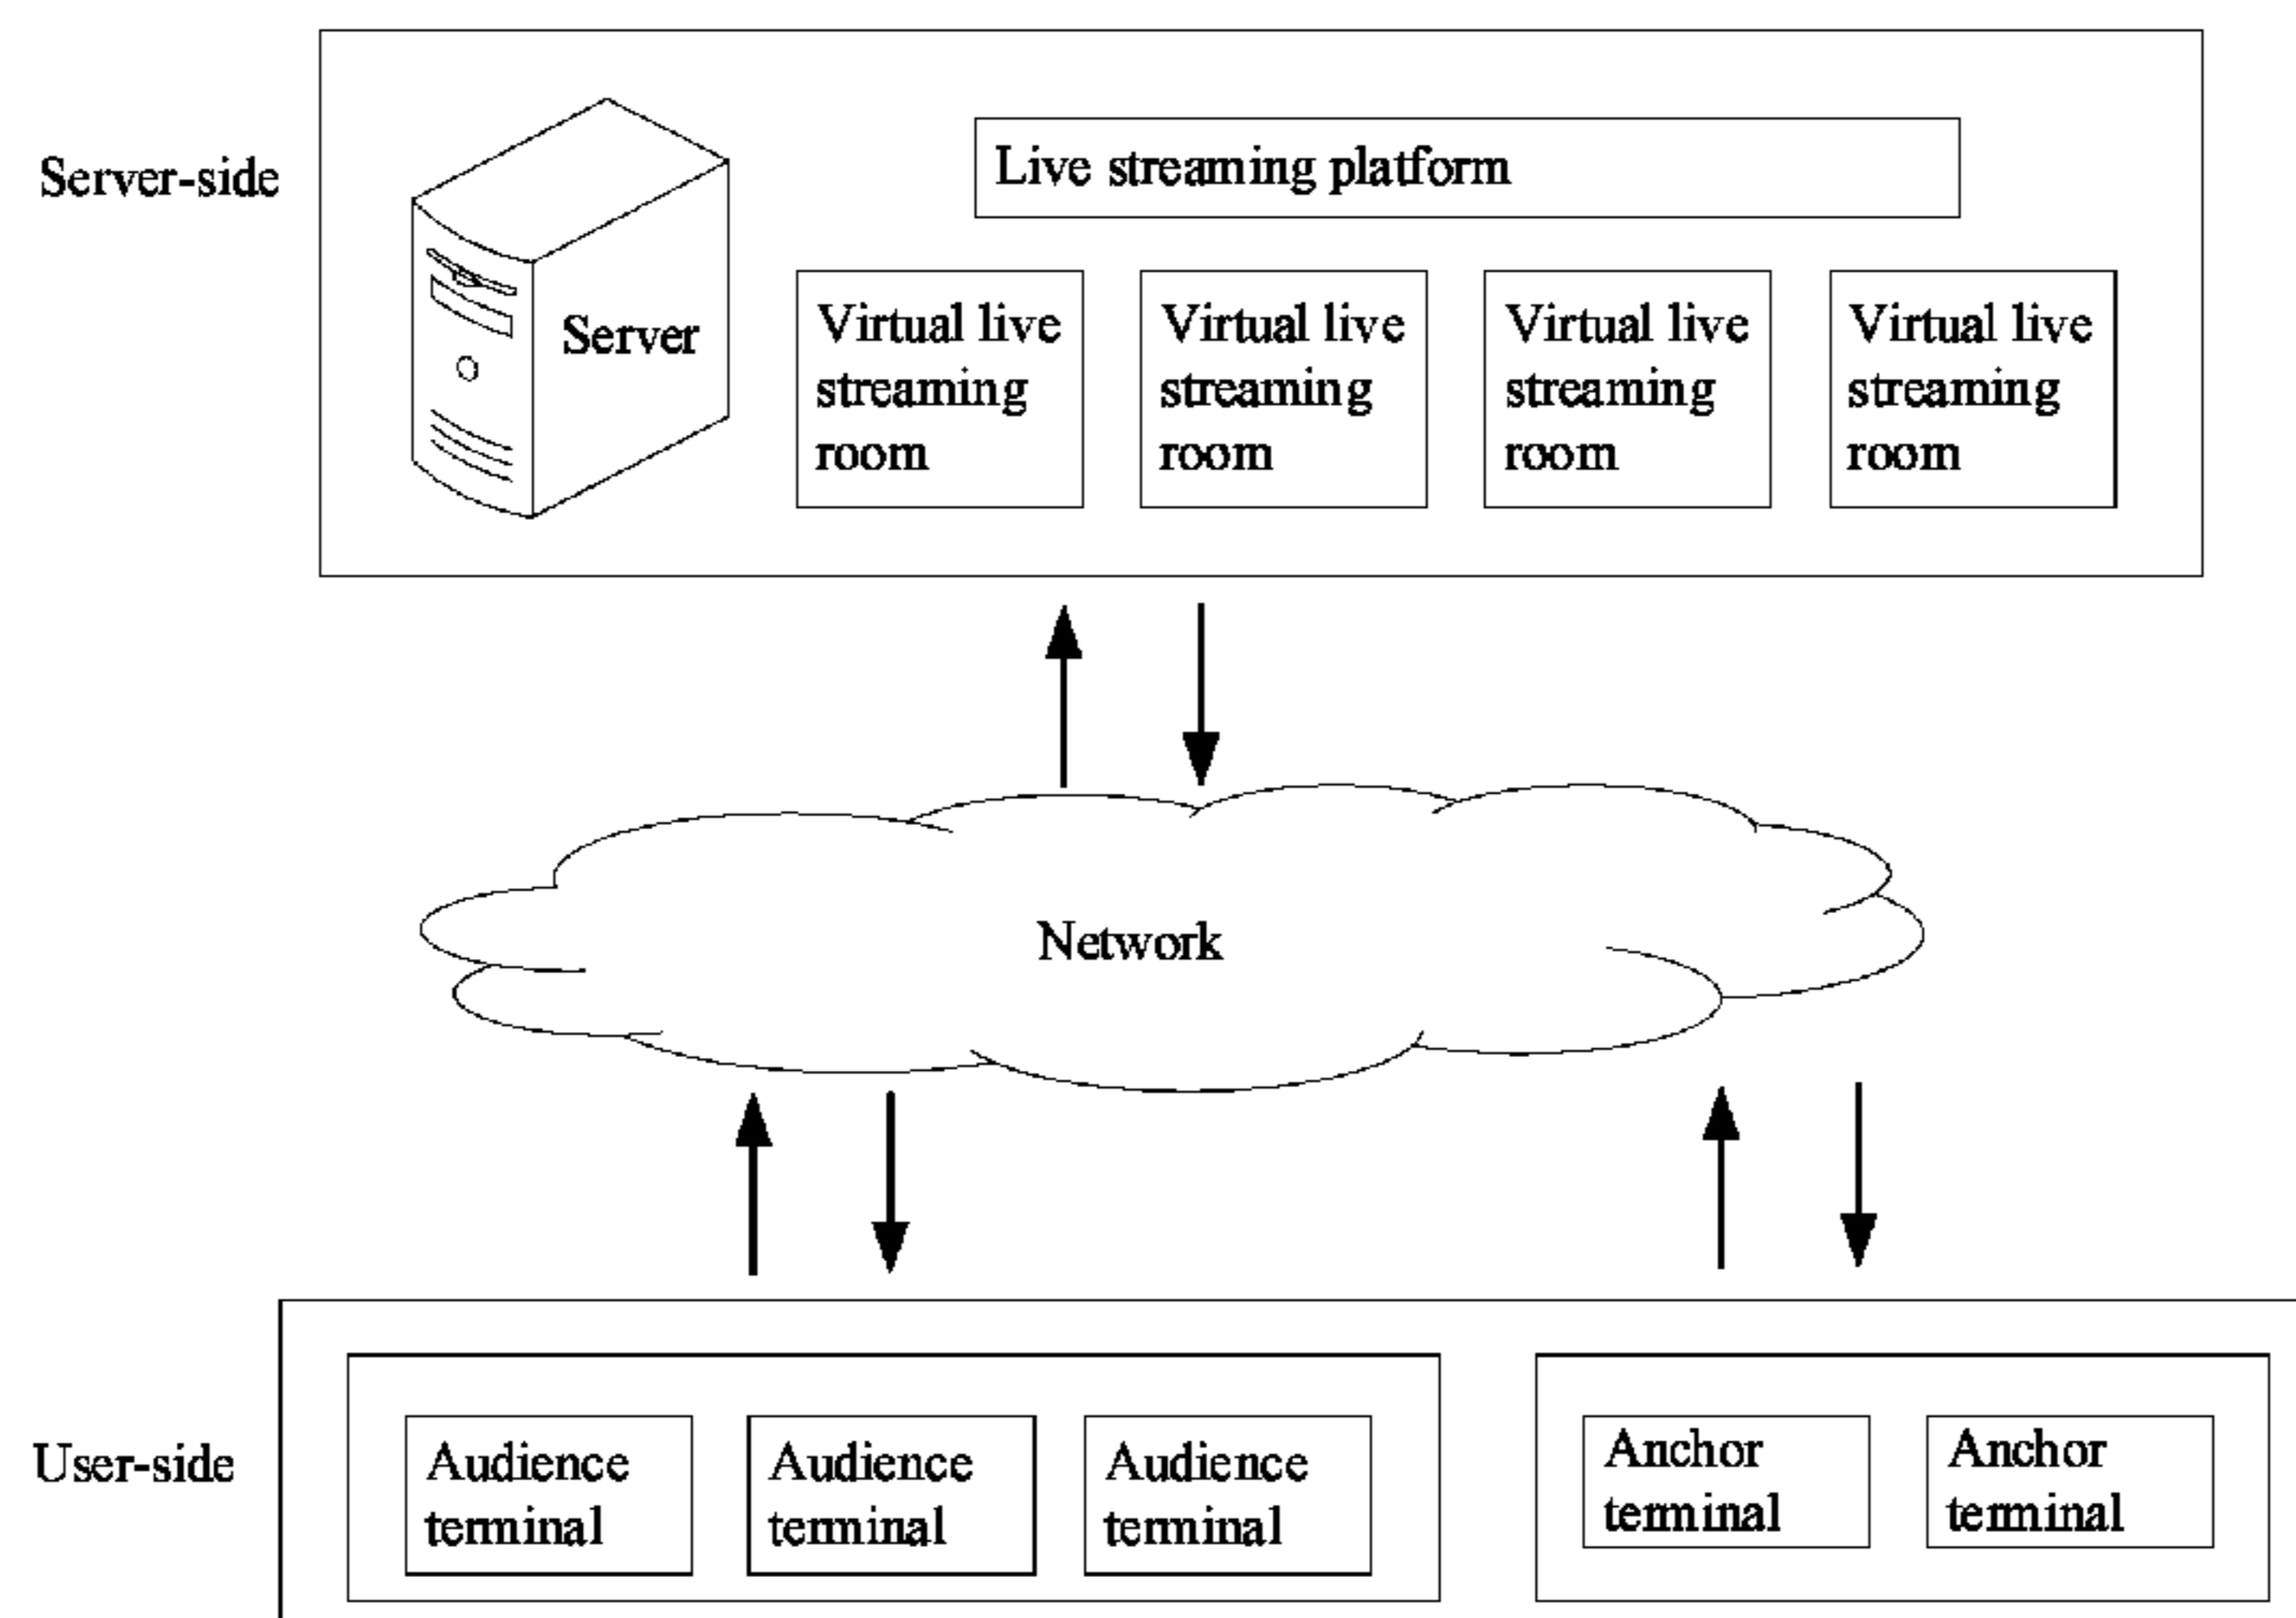 Server-side
Live streaming platform
Server
Virtual live
streaming
room
Virtual live
streaming
room
Virtual live
streaming
room
Virtual live
streaming
room
Network
User-side
Audience
terminal
Audience
terminal
Audience
terminal
Anchor
terminal
Anchor
terminal